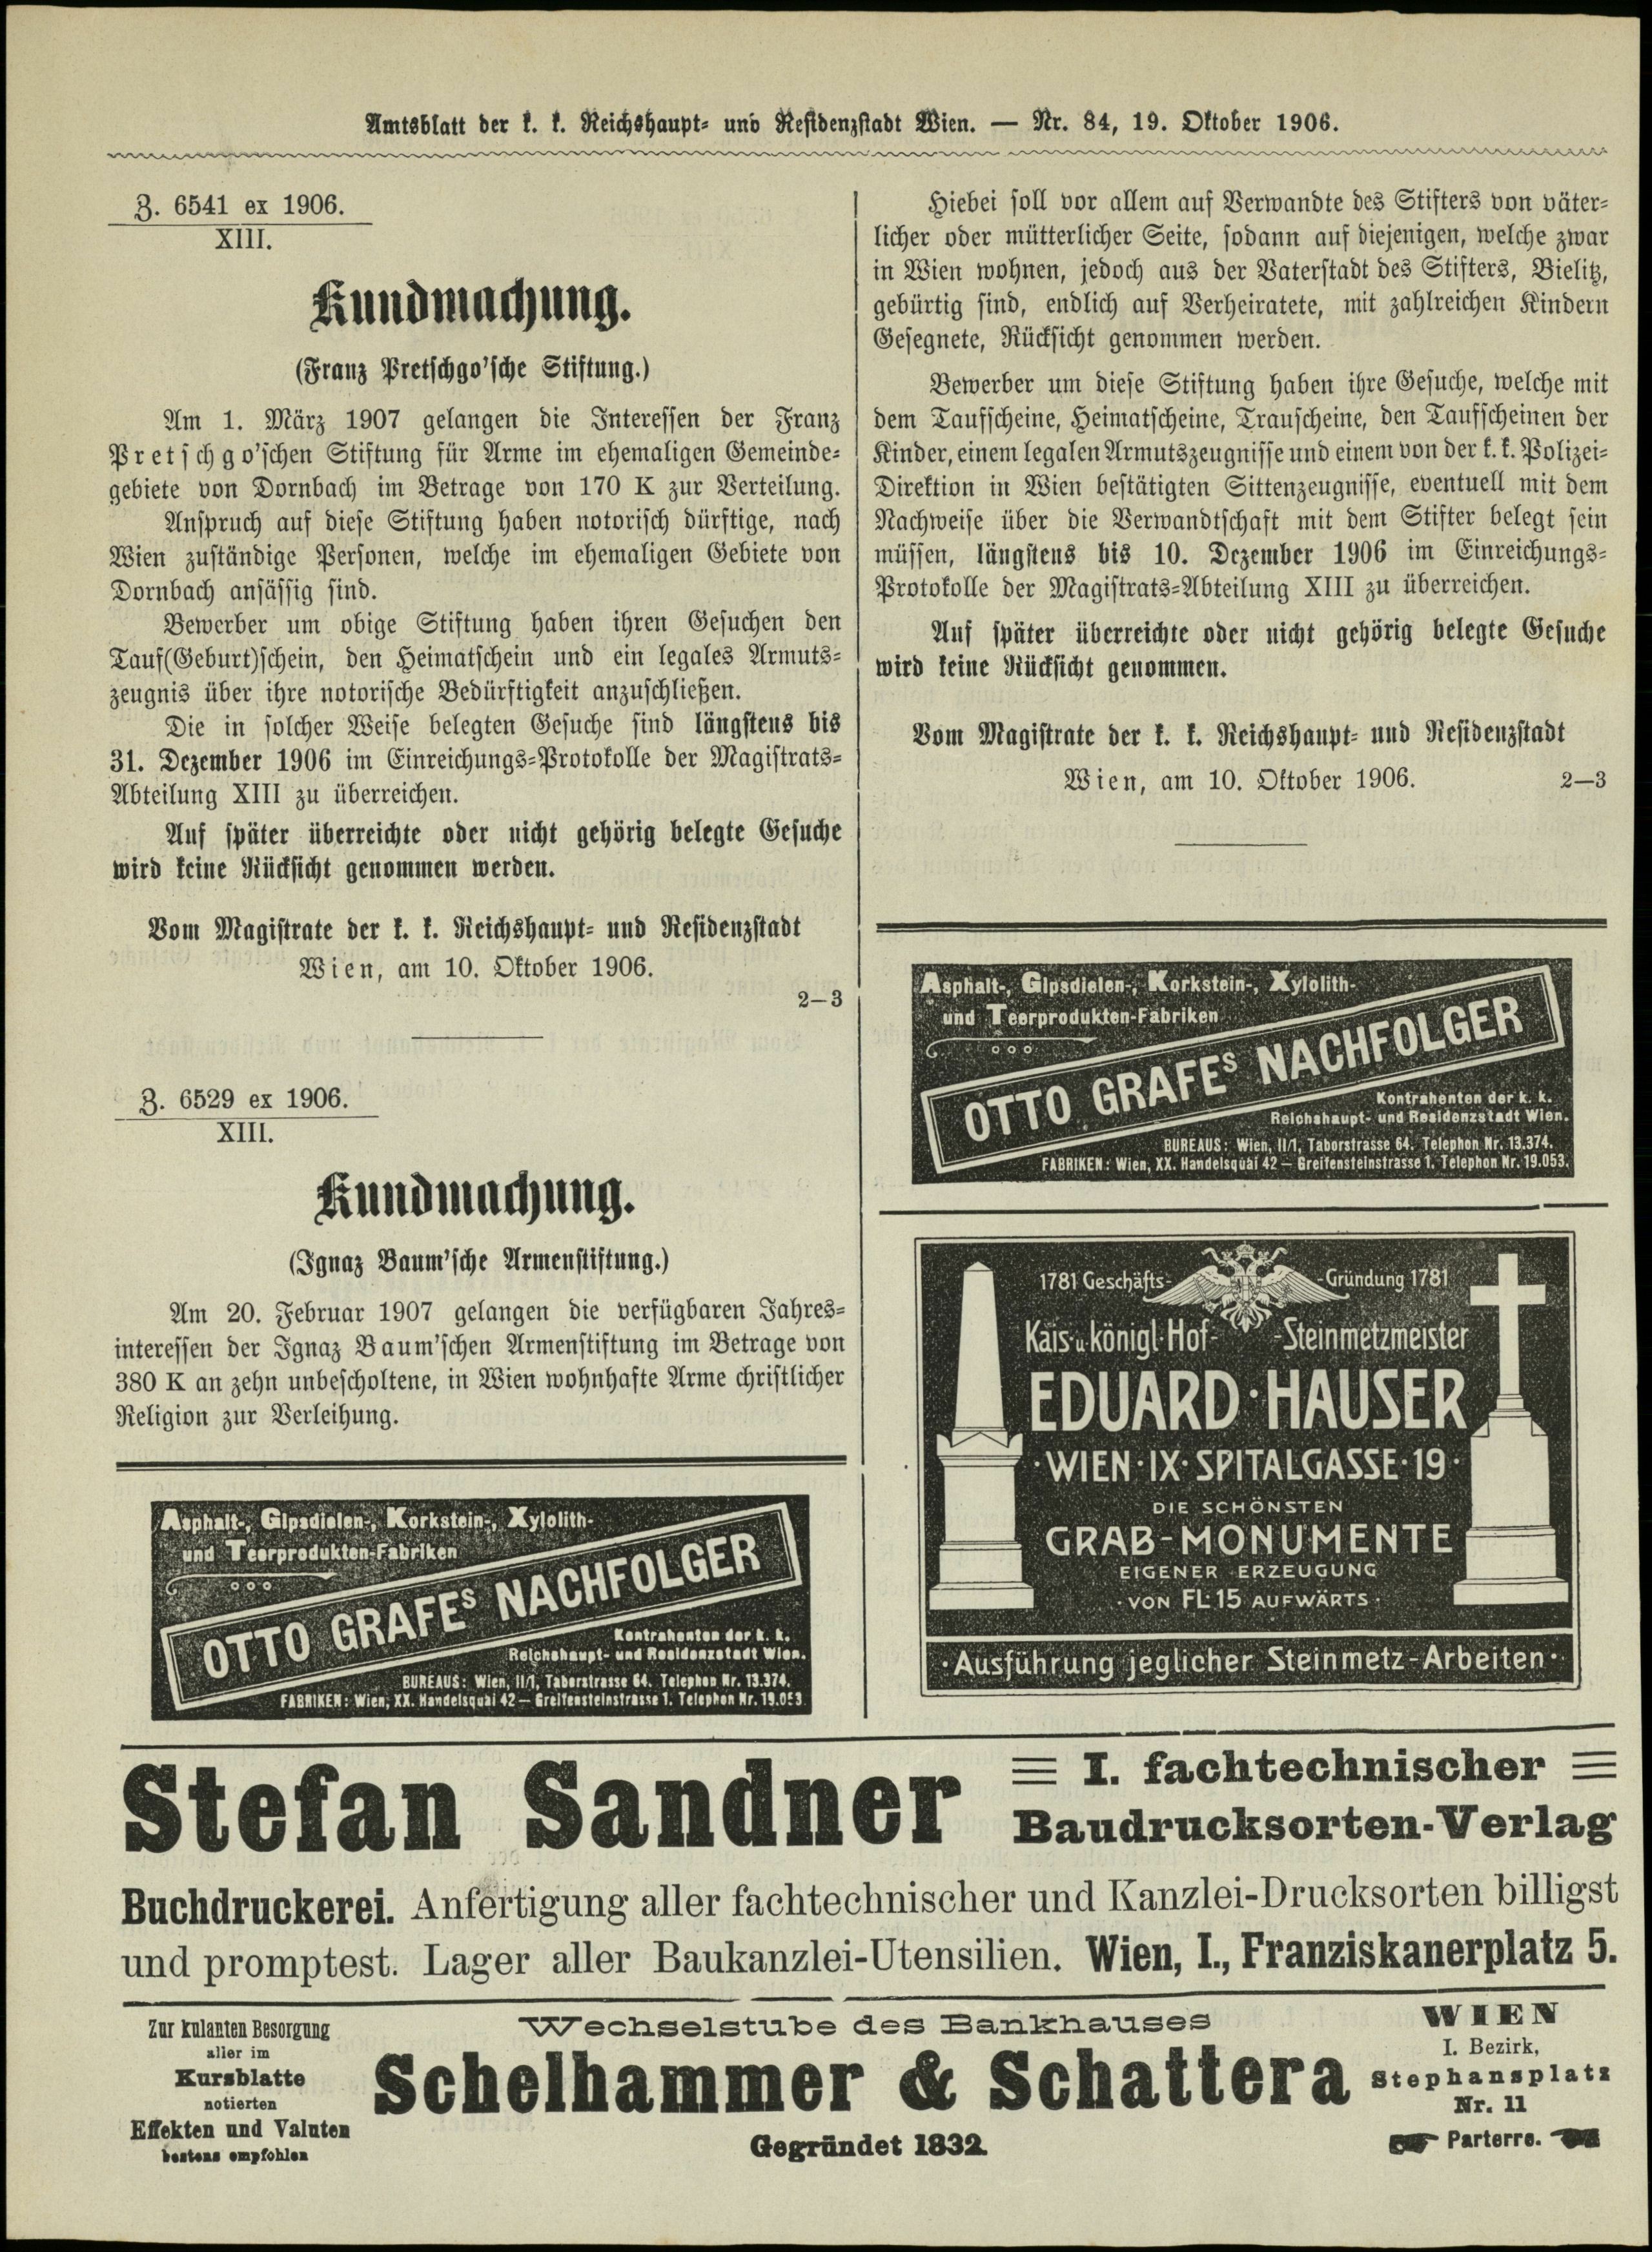 Amtsblatt der k. k. Reichshaupt- und Residenzstadt Wien. — Nr. 84, 19. Oktober 1906.
Z. 6541 ex 1906.
XIII.
Kundmachung.
(Franz Pretschgo'sche Stiftung.)
Am 1. März 1907 gelangen die Interessen der Franz
Pretschgo'schen Stiftung für Arme im ehemaligen Gemeinde-
gebiete von Dornbach im Betrage von 170 K zur Verteilung.
Anspruch auf diese Stiftung haben notorisch dürftige, nach
Wien zuständige Personen, welche im ehemaligen Gebiete von
Dornbach ansässig sind.
Bewerber um obige Stiftung haben ihren Gesuchen den
Tauf(Geburt)schein, den Heimatschein und ein legales Armuts-
zeugnis über ihre notorische Bedürftigkeit anzuschließen.
Die in solcher Weise belegten Gesuche sind längstens bis
31. Dezember 1906 im Einreichungs-Protokolle der Magistrats-
Abteilung XIII zu überreichen.
Auf später überreichte oder nicht gehörig belegte Gesuche
wird keine Rücksicht genommen werden.
Vom Magistrate der k. k. Reichshaupt- und Residenzstadt
Wien, am 10. Oktober 1906.
2—3
Z. 6529 ex 1906.
XIII.
Kundmachung.
(Ignaz Baum'sche Armenstiftung.)
Am 20. Februar 1907 gelangen die verfügbaren Jahres-
interessen der Ignaz Baum'schen Armenstiftung im Betrage von
380 K an zehn unbescholtene, in Wien wohnhafte Arme christlicher
Religion zur Verleihung.
Asphalt-, Gipsdielen-, Korkstein-, Xylolith-
und Teerprodukten-Fabriken
OTTO GRAFES NACHFOLGER
Kontrahenten der k. k.
Reichshaupt- und Residenzstadt Wien.
BUREAUS: Wien, II/1, Taborstrasse 64. Telephon Nr. 13.374.
FABRIKEN: Wien, XX. Handelsquai 42 — Greifensteinstrasse 1. Telephon Nr. 19.053.
Hiebei soll vor allem auf Verwandte des Stifters von väter-
licher oder mütterlicher Seite, sodann auf diejenigen, welche zwar
in Wien wohnen, jedoch aus der Vaterstadt des Stifters, Bielitz,
gebürtig sind, endlich auf Verheiratete, mit zahlreichen Kindern
Gesegnete, Rücksicht genommen werden.
Bewerber um diese Stiftung haben ihre Gesuche, welche mit
dem Taufscheine, Heimatscheine, Trauscheine, den Taufscheinen der
Kinder, einem legalen Armutszeugnisse und einem von der k. k. Polizei-
Direktion in Wien bestätigten Sittenzeugnisse, eventuell mit dem
Nachweise über die Verwandtschaft mit dem Stifter belegt sein
müssen, längstens bis 10. Dezember 1906 im Einreichungs-
Protokolle der Magistrats-Abteilung XIII zu überreichen.
Auf später überreichte oder nicht gehörig belegte Gesuche
wird keine Rücksicht genommen.
Vom Magistrate der k. k. Reichshaupt- und Residenzstadt
Wien, am 10. Oktober 1906. 2—3
Asphalt-, Gipsdielen-, Korkstein-, Xylolith-
und Teerprodukten-Fabriken
OTTO GRAFES NACHFOLGER
Kontrahenten der k. k.
Reichshaupt- und Residenzstadt Wien.
BUREAUS: Wien, II/1, Taborstrasse 64. Telephon Nr. 13.374.
FABRIKEN: Wien, XX. Handelsquai 42 — Greifensteinstrasse 1. Telephon Nr. 19.053.
1781 Geschäfts- -Gründung 1781
Kais. u. königl. Hof- -Steinmetzmeister
EDUARD · HAUSER
· WIEN · IX · SPITALGASSE · 19 ·
DIE SCHÖNSTEN
GRAB-MONUMENTE
EIGENER ERZEUGUNG
· VON FL 15 AUFWÄRTS ·
· Ausführung jeglicher Steinmetz-Arbeiten ·
Stefan Sandner
I. fachtechnischer
Baudrucksorten-Verlag
Buchdruckerei. Anfertigung aller fachtechnischer und Kanzlei-Drucksorten billigst
und promptest. Lager aller Baukanzlei-Utensilien. Wien, I., Franziskanerplatz 5.
Zur kulanten Besorgung
aller im
Kursblatte
notierten
Effekten und Valuten
bestens empfohlen
Wechselstube des Bankhauses
Schelhammer & Schattera
Gegründet 1832
WIEN
I. Bezirk,
Stephansplatz
Nr. 11
Parterre.